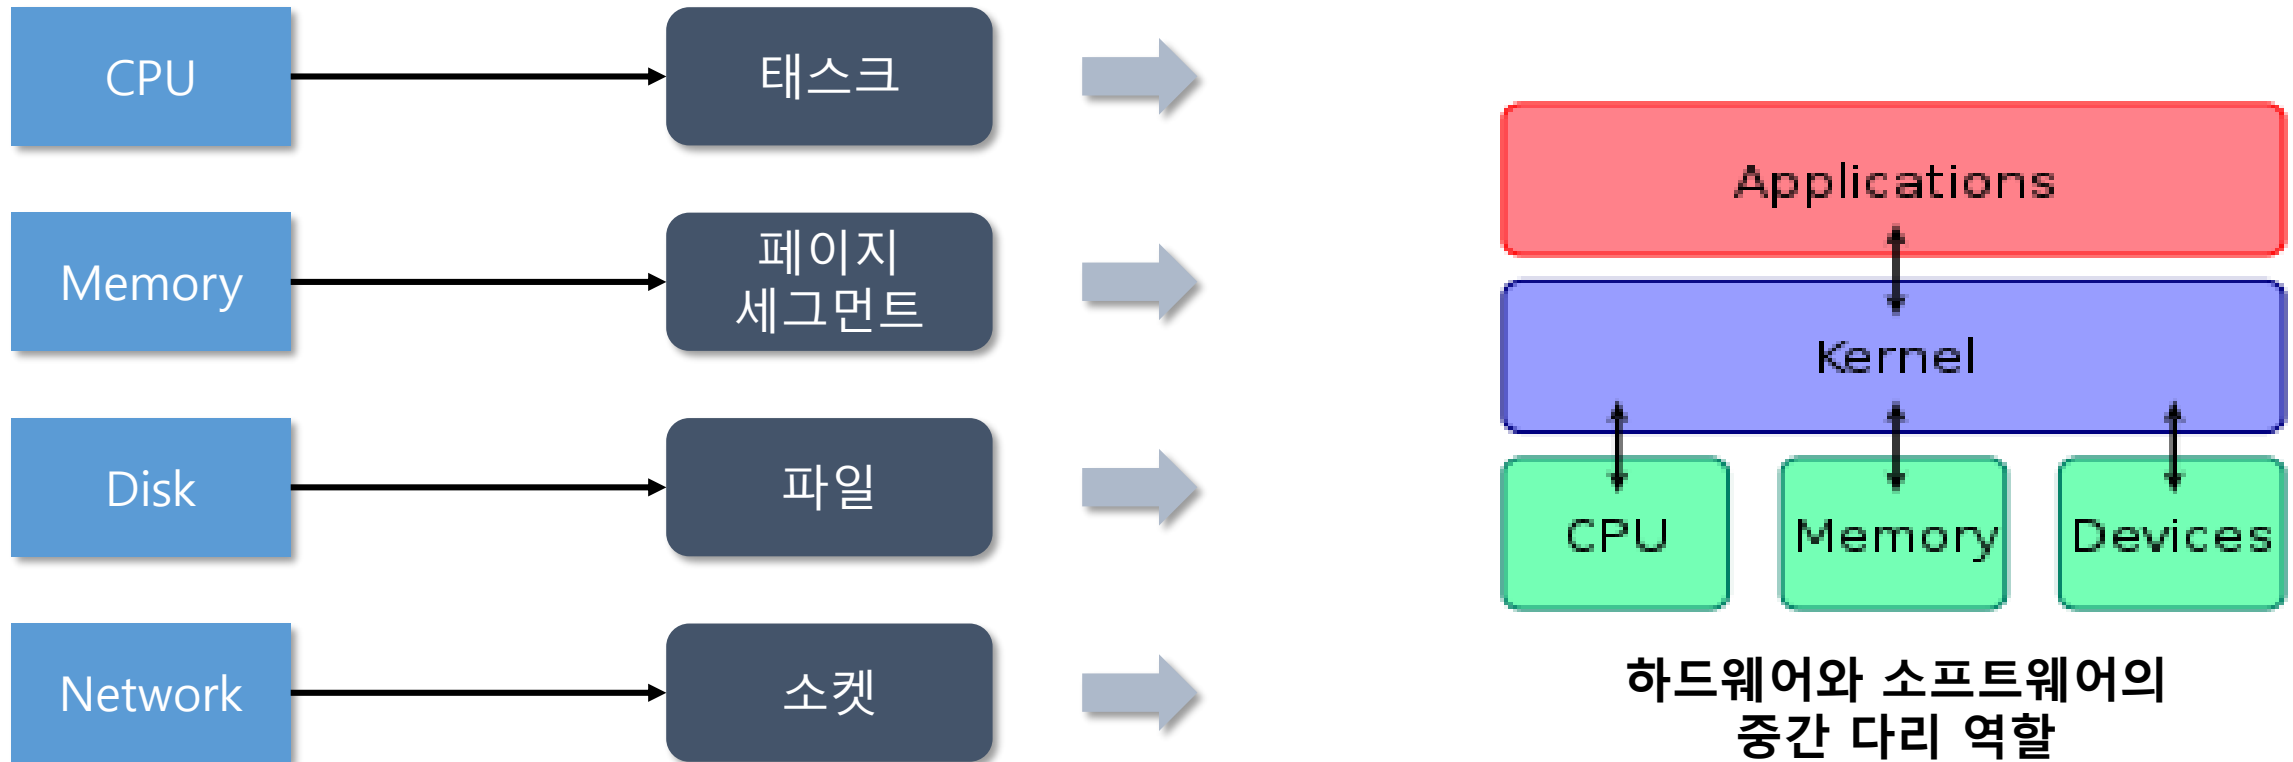 CPU
태스크
Memory
페이지
세그먼트
Disk
파일
Network
소켓
Applications
Kernel
CPU
Memory
Devices
하드웨어와 소프트웨어의
중간 다리 역할